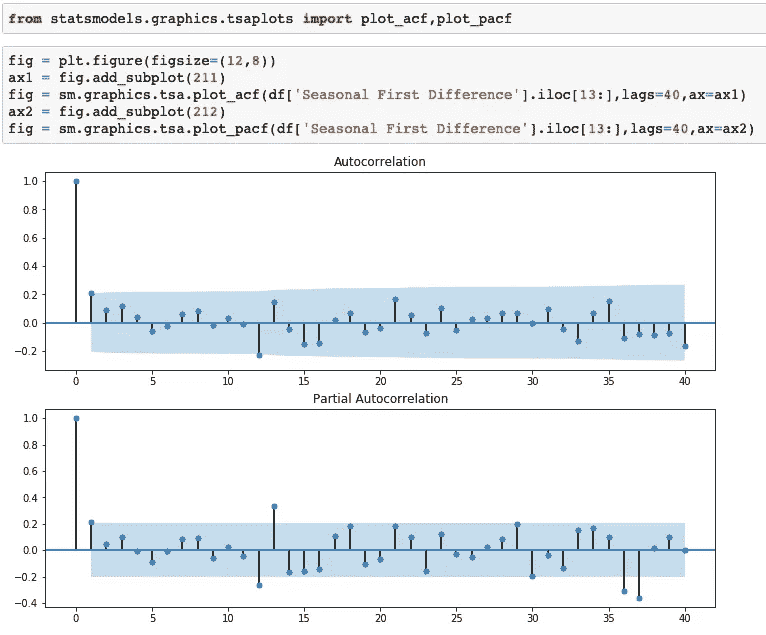 from statsmodels.graphics.tsaplots import plot_acf,plot_pacf
fig = plt.figure(figsize=(12,8))
ax1 = fig.add_subplot(211)
fig = sm.graphics.tsa.plot_acf(df['Seasonal First Difference'].iloc[13:],lags=40,ax=ax1)
ax2 = fig.add_subplot(212)
fig = sm.graphics.tsa.plot_pacf(df['Seasonal First Difference'].iloc[13:],lags=40,ax=ax2)
Autocorrelation
1.0
0.8
0.6
0.4
0.2
0.0
−0.2
0 5 10 15 20 25 30 35 40
Partial Autocorrelation
1.0
0.8
0.6
0.4
0.2
0.0
−0.2
−0.4
0 5 10 15 20 25 30 35 40